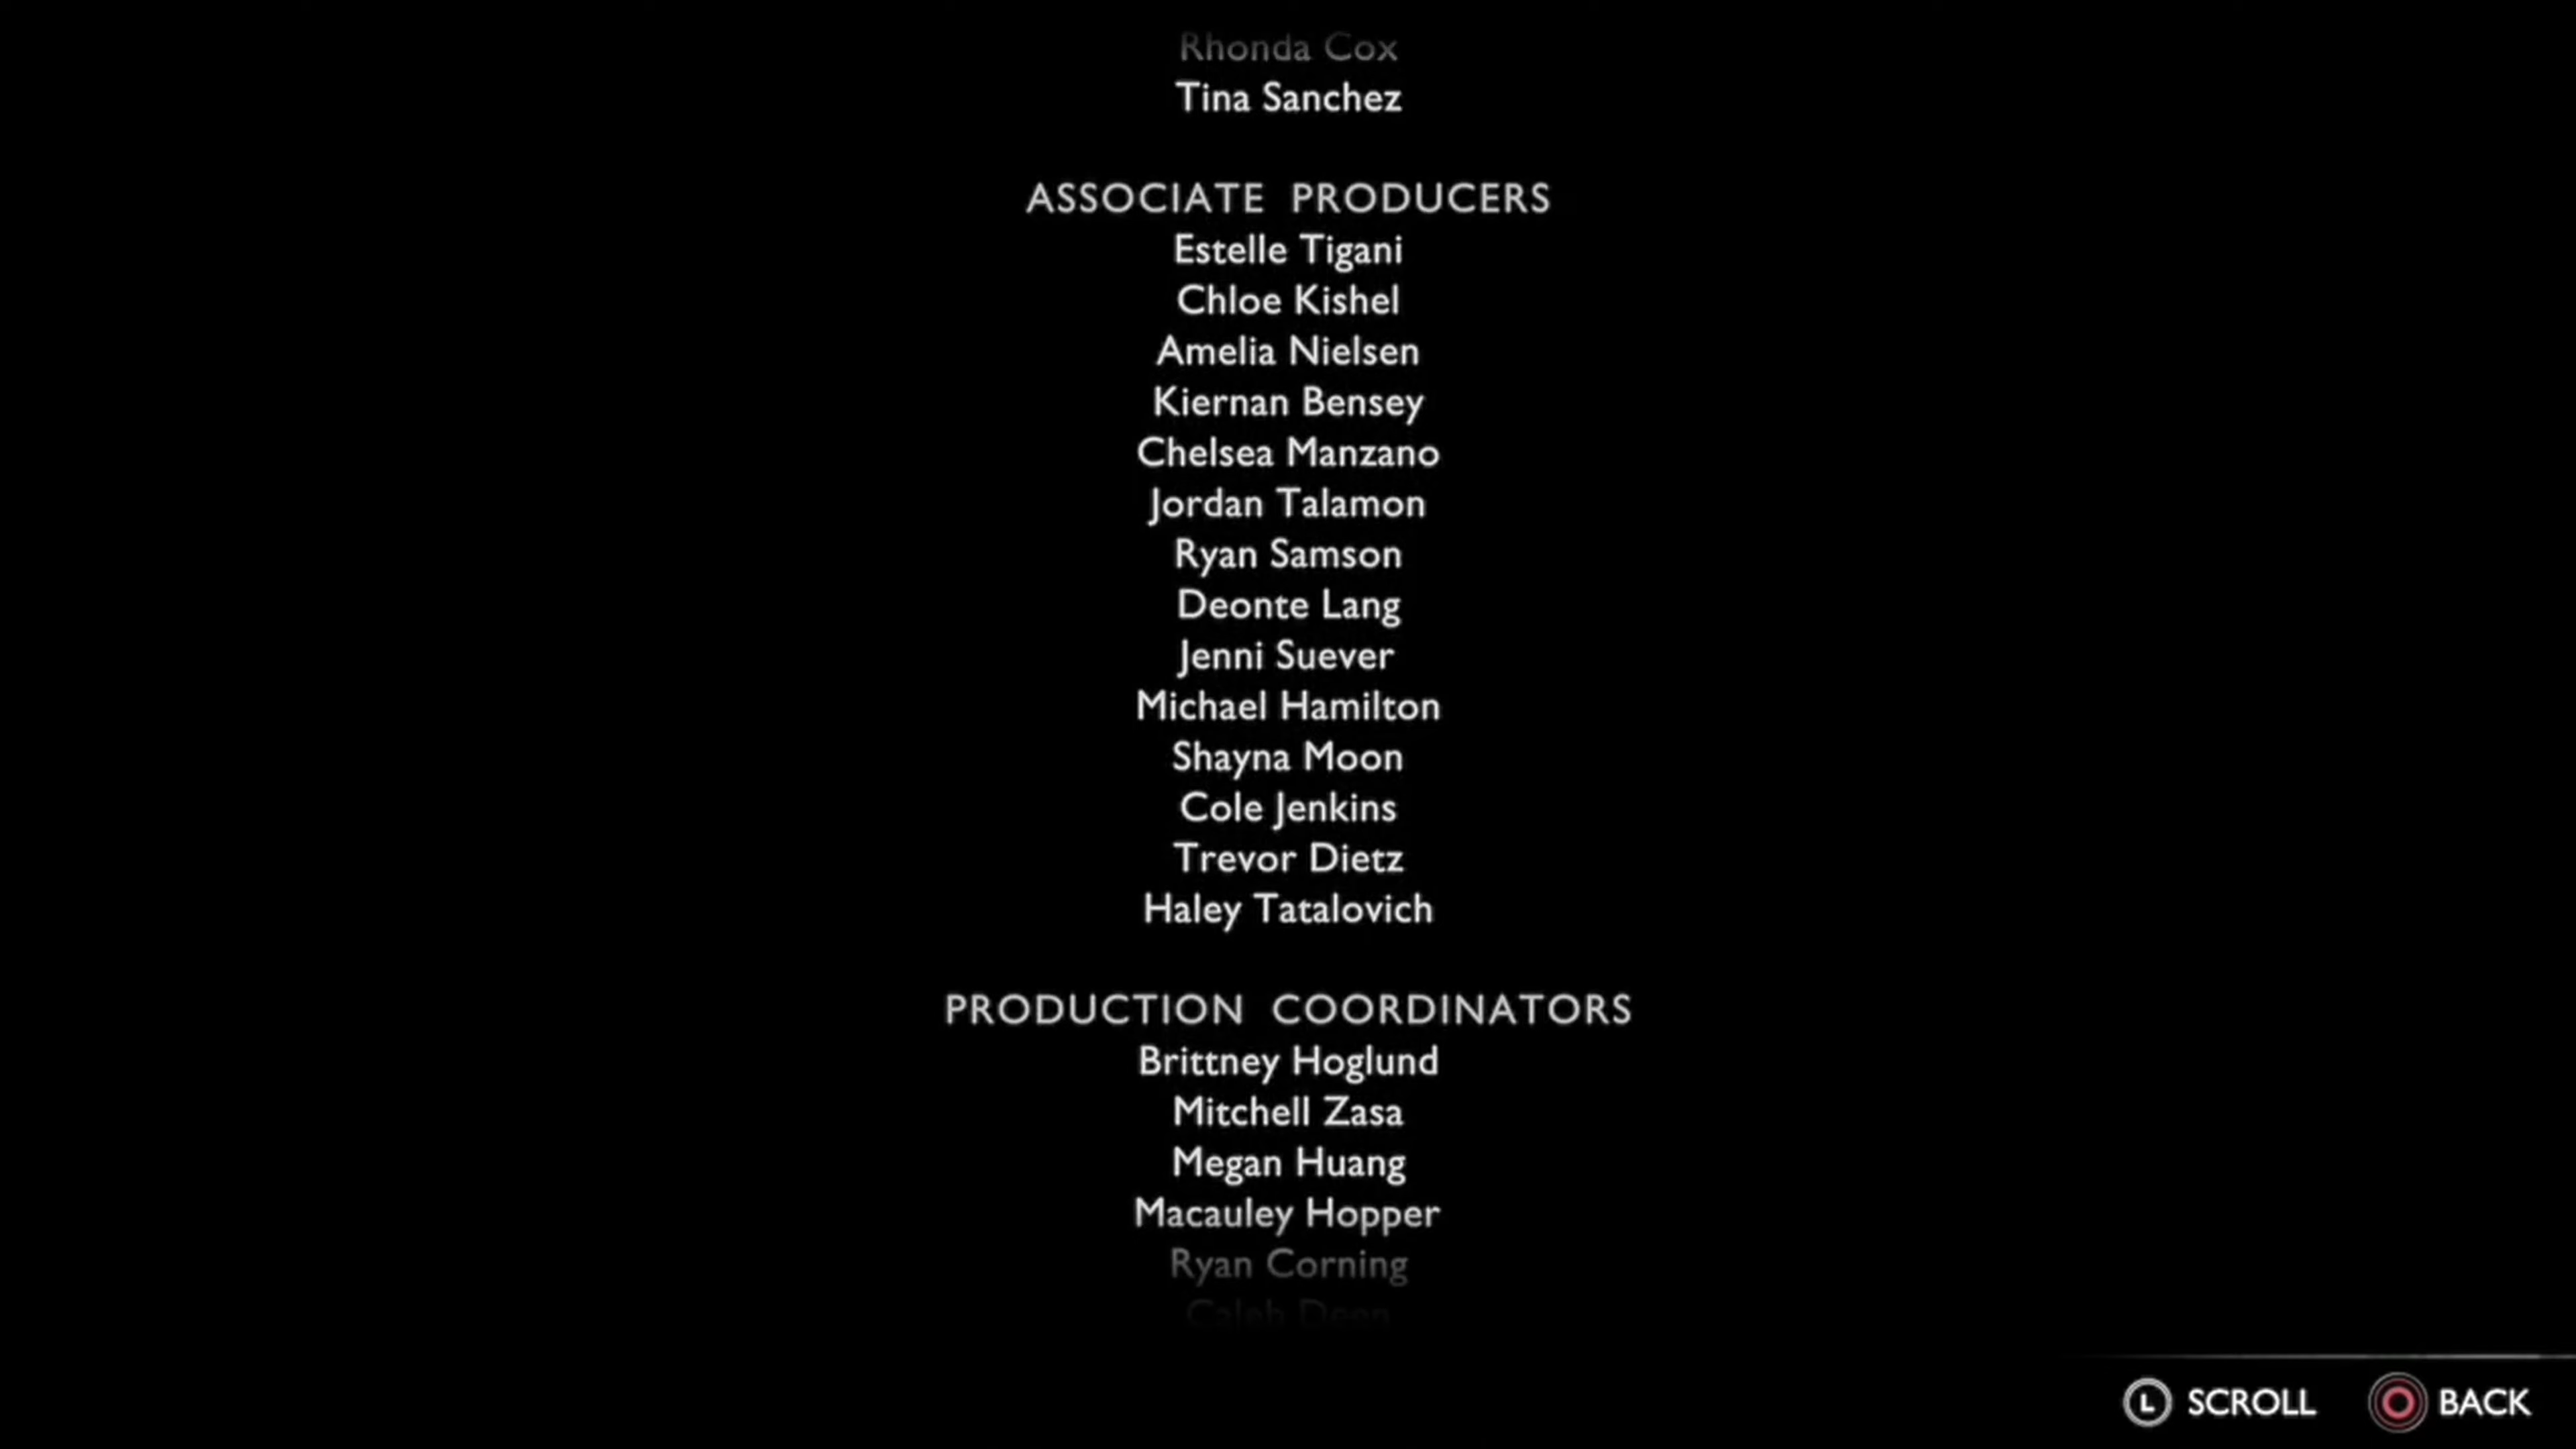 Rhonda Cox
Tina Sanchez
ASSOCIATE PRODUCERS
Estelle Tigani
Chloe Kishel
Amelia Nielsen
Kiernan Bensey
Chelsea Manzano
Jordan Talamon
Ryan Samson
Deonte Lang
Jenni Suever
Michael Hamilton
Shayna Moon
Cole Jenkins
Trevor Dietz
Haley Tatalovich
PRODUCTION COORDINATORS
Brittney Hoglund
Mitchell Zasa
Megan Huang
Macauley Hopper
Ryan Corning
Caleb
L SCROLL BACK